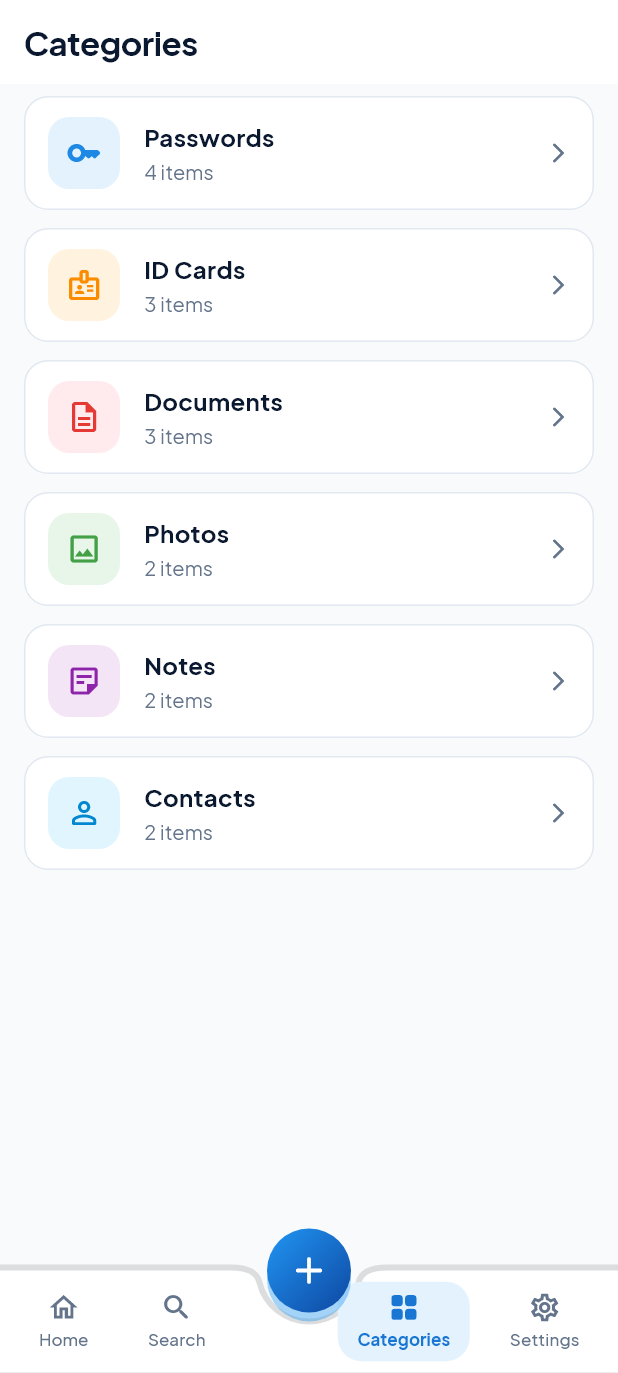 Categories
Passwords
4 items
ID Cards
3 items
Documents
3 items
Photos
2 items
Notes
2 items
Contacts
2 items
Home
Search
Categories
Settings